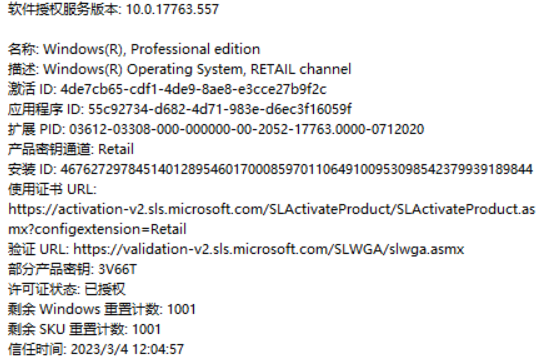 软件授权服务版本: 10.0.17763.557
名称: Windows(R), Professional edition
描述: Windows(R) Operating System, RETAIL channel
激活 ID: 4de7cb65-cdf1-4de9-8ae8-e3cce27b9f2c
应用程序 ID: 55c92734-d682-4d71-983e-d6ec3f16059f
扩展 PID: 03612-03308-000-000000-00-2052-17763.0000-0712020
产品密钥通道: Retail
安装 ID: 467627297845140128954601700085970110649100953098542379939189844
使用证书 URL:
https://activation-v2.sls.microsoft.com/SLActivateProduct/SLActivateProduct.as
mx?configextension=Retail
验证 URL: https://validation-v2.sls.microsoft.com/SLWGA/slwga.asmx
部分产品密钥: 3V66T
许可证状态: 已授权
剩余 Windows 重置计数: 1001
剩余 SKU 重置计数: 1001
信任时间: 2023/3/4 12:04:57